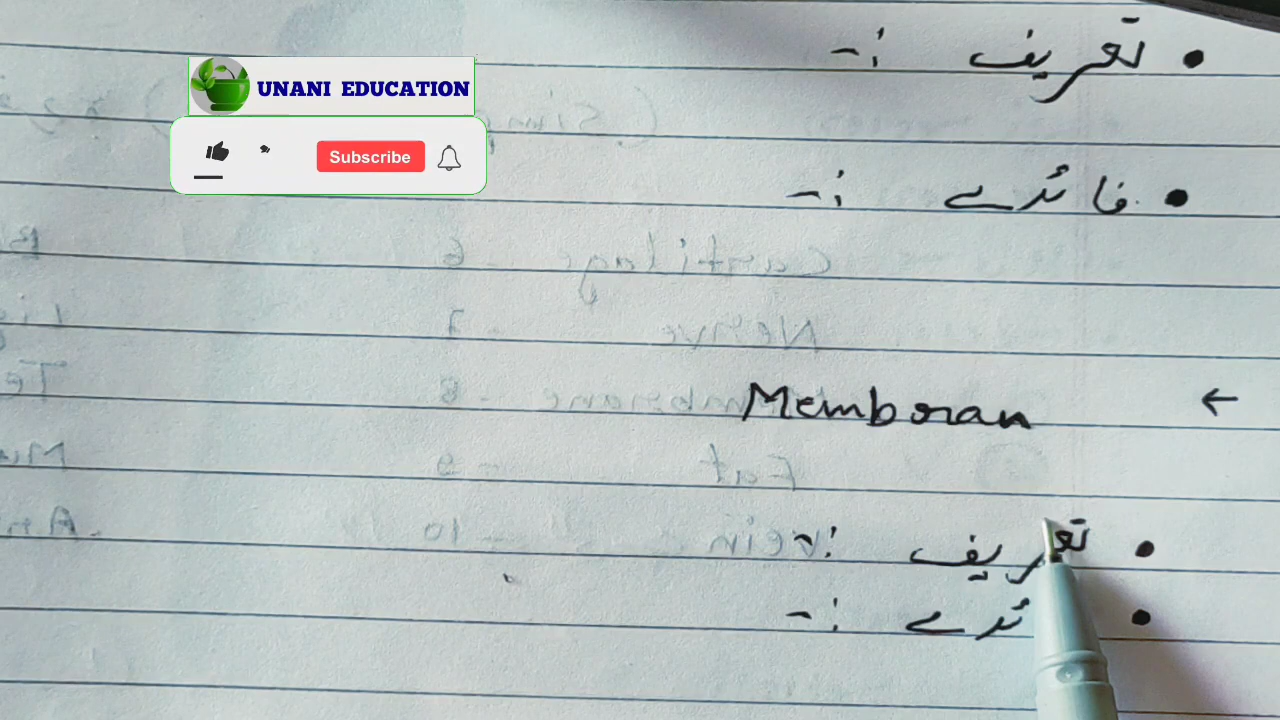 • تعریف :-
UNANI EDUCATION
Subscribe
• فائدے :-
Memboran ←
• تعریف :-
• ئدے :-